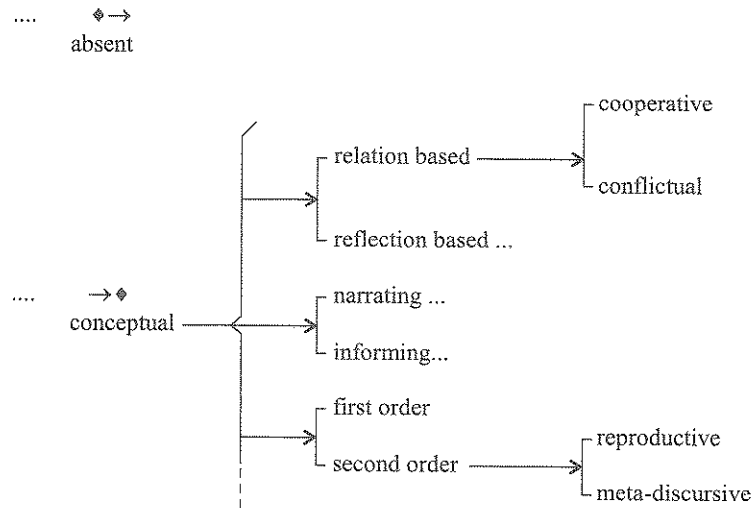 ....
absent
cooperative
relation based
conflictual
reflection based ...
....
narrating ...
conceptual
informing...
first order
reproductive
second order
meta-discursive